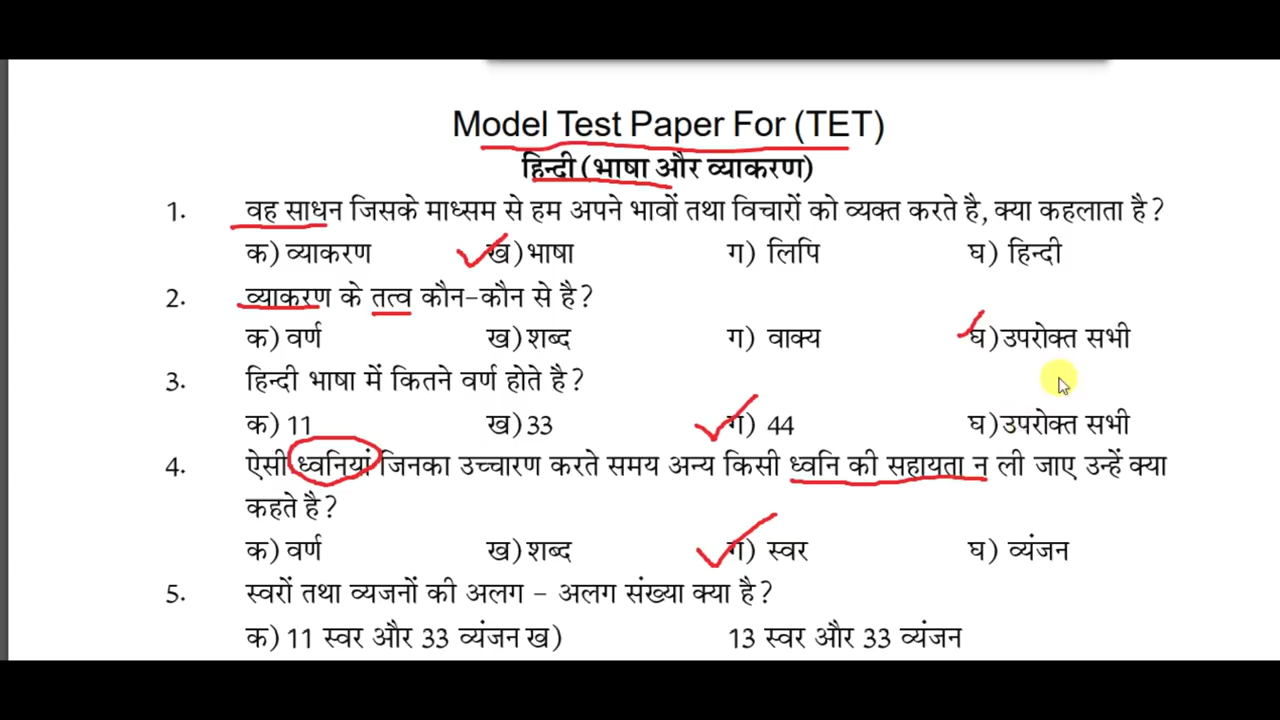 Model Test Paper For (TET)
हिन्दी (भाषा और व्याकरण)
1. वह साधन जिसके माध्सम से हम अपने भावों तथा विचारों को व्यक्त करते है, क्या कहलाता है?
क) व्याकरण ख) भाषा ग) लिपि घ) हिन्दी
2. व्याकरण के तत्व कौन-कौन से है?
क) वर्ण ख) शब्द ग) वाक्य घ) उपरोक्त सभी
3. हिन्दी भाषा में कितने वर्ण होते है?
क) 11 ख) 33 ग) 44 घ) उपरोक्त सभी
4. ऐसी ध्वनियां जिनका उच्चारण करते समय अन्य किसी ध्वनि की सहायता न ली जाए उन्हें क्या
कहते है?
क) वर्ण ख) शब्द ग) स्वर घ) व्यंजन
5. स्वरों तथा व्यजनों की अलग - अलग संख्या क्या है?
क) 11 स्वर और 33 व्यंजन ख) 13 स्वर और 33 व्यंजन